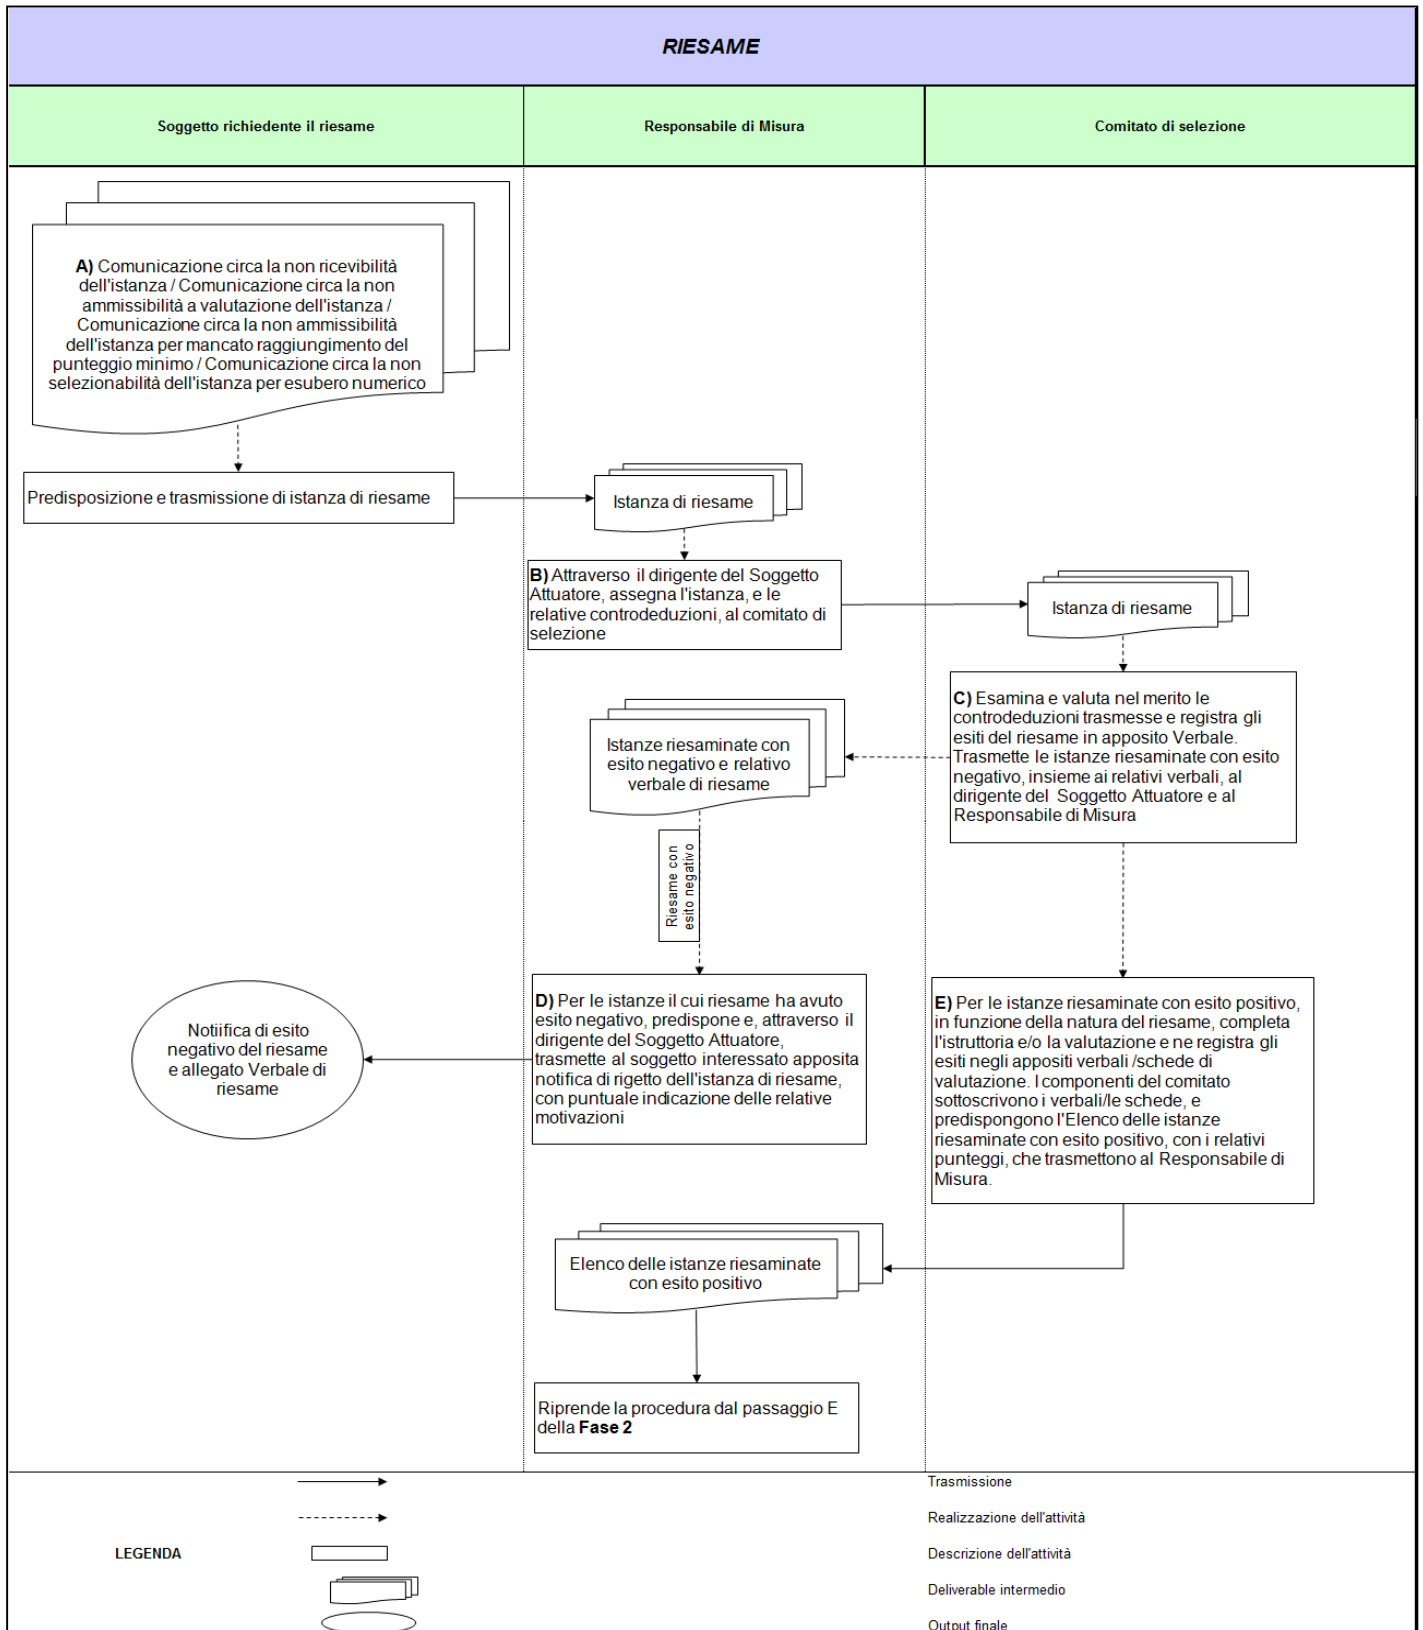 RIESAME
Soggetto richiedente il riesame
Responsabile di Misura
Comitato di selezione
A) Comunicazione circa la non ricevibilità
dell'istanza / Comunicazione circa la non
ammissibilità a valutazione dell'istanza /
Comunicazione circa la non ammissibilità
dell'istanza per mancato raggiungimento del
punteggio minimo / Comunicazione circa la non
selezionabilità dell'istanza per esubero numerico
Predisposizione e trasmissione di istanza di riesame
Istanza di riesame
B) Attraverso il dirigente del Soggetto
Attuatore, assegna l'istanza, e le
relative controdeduzioni, al comitato di
selezione
Istanza di riesame
C) Esamina e valuta nel merito le
controdeduzioni trasmesse e registra gli
esiti del riesame in apposito Verbale.
Trasmette le istanze riesaminate con esito
negativo, insieme ai relativi verbali, al
dirigente del Soggetto Attuatore e al
Responsabile di Misura
Istanze riesaminate con
esito negativo e relativo
verbale di riesame
Riesame con
esito negativo
D) Per le istanze il cui riesame ha avuto
esito negativo, predispone e, attraverso il
dirigente del Soggetto Attuatore,
trasmette al soggetto interessato apposita
notifica di rigetto dell'istanza di riesame,
con puntuale indicazione delle relative
motivazioni
Notiifica di esito
negativo del riesame
e allegato Verbale di
riesame
E) Per le istanze riesaminate con esito positivo,
in funzione della natura del riesame, completa
l'istruttoria e/o la valutazione e ne registra gli
esiti negli appositi verbali /schede di
valutazione. I componenti del comitato
sottoscrivono i verbali/le schede, e
predispongono l'Elenco delle istanze
riesaminate con esito positivo, con i relativi
punteggi, che trasmettono al Responsabile di
Misura.
Elenco delle istanze riesaminate
con esito positivo
Riprende la procedura dal passaggio E
della Fase 2
LEGENDA
Trasmissione
Realizzazione dell'attività
Descrizione dell'attività
Deliverable intermedio
Output finale